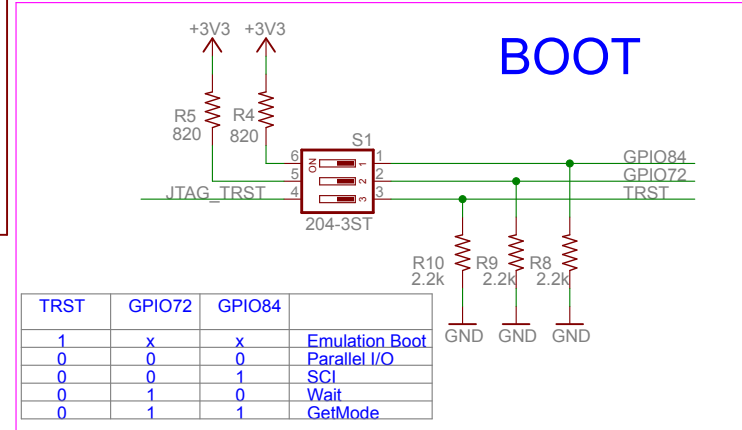 +3V3 +3V3
BOOT
R5 R4
820 820
S1
6 ON 1 1
5 2 2
JTAG_TRST 4 3 3
GPIO84
GPIO72
TRST
204-3ST
R10 R9 R8
2.2k 2.2k 2.2k
GND GND GND
TRST GPIO72 GPIO84
1 x x Emulation Boot
0 0 0 Parallel I/O
0 0 1 SCI
0 1 0 Wait
0 1 1 GetMode